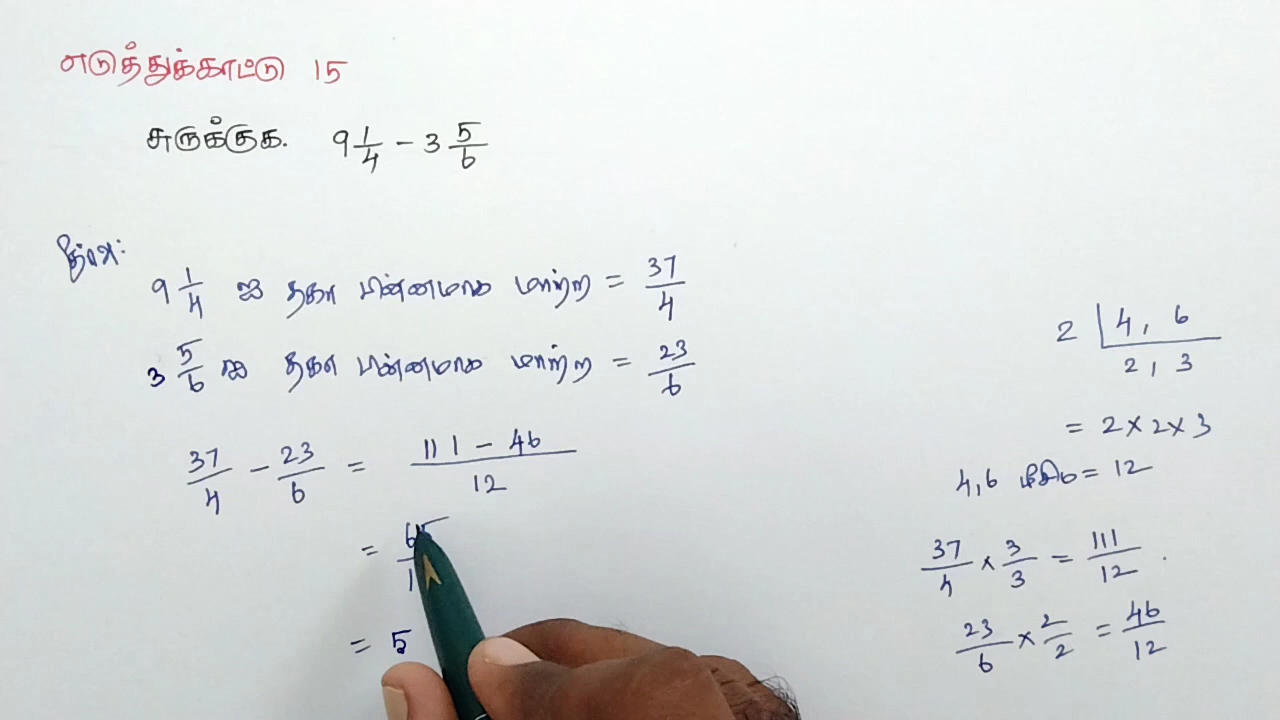 எடுத்துக்காட்டு 15
சுருக்குக. 9 1/4 - 3 5/6
தீர்வு:
9 1/4 ஐ தகா பின்னமாக மாற்ற = 37/4
3 5/6 ஐ தகா பின்னமாக மாற்ற = 23/6
37/4 - 23/6 = 111 - 46/12
= 65/1
= 5
2 | 4, 6
2, 3
= 2 × 2 × 3
4, 6 மீசிம = 12
37/4 × 3/3 = 111/12
23/6 × 2/2 = 46/12